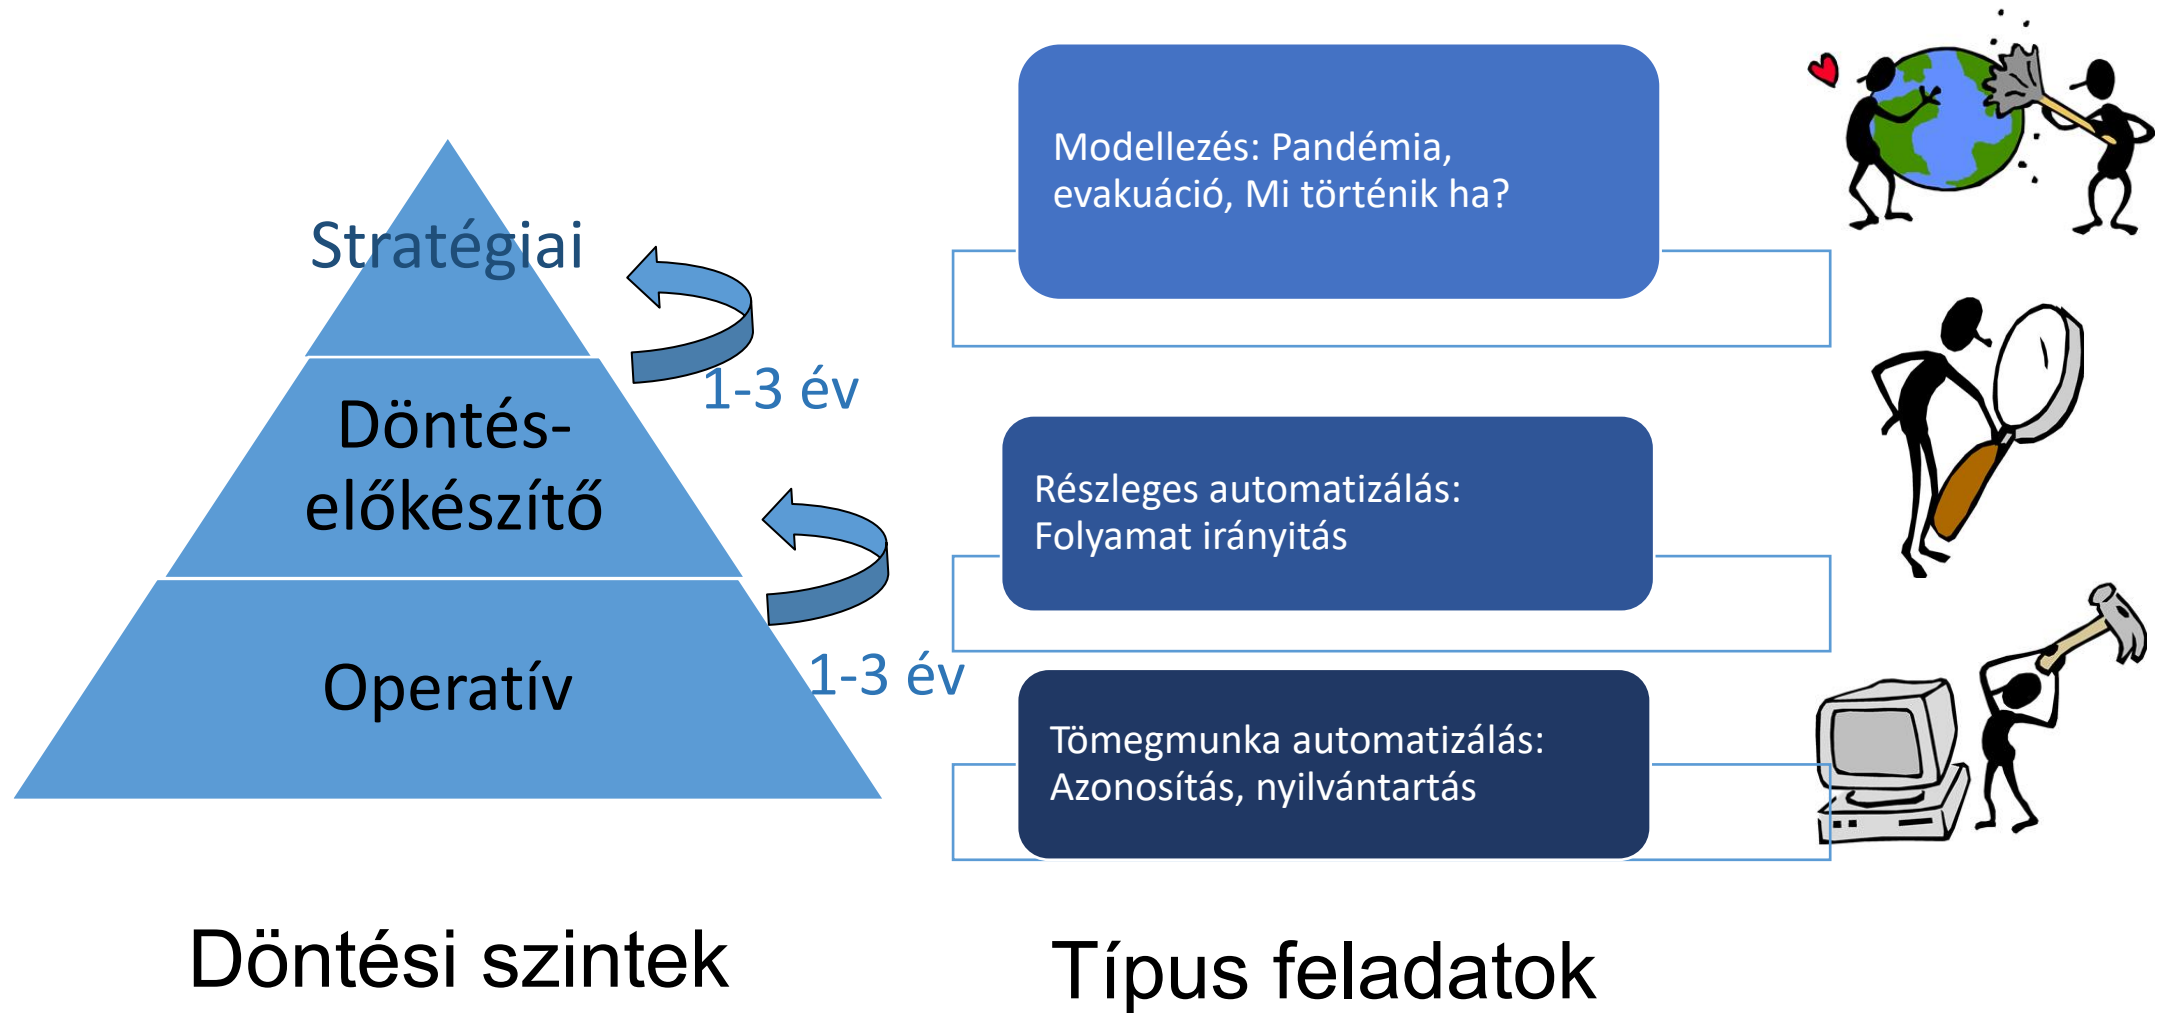 Stratégiai
1-3 év
Döntés-
előkészítő
1-3 év
Operatív
Döntési szintek
Modellezés: Pandémia,
evakuáció, Mi történik ha?
Részleges automatizálás:
Folyamat irányitás
Tömegmunka automatizálás:
Azonosítás, nyilvántartás
Típus feladatok